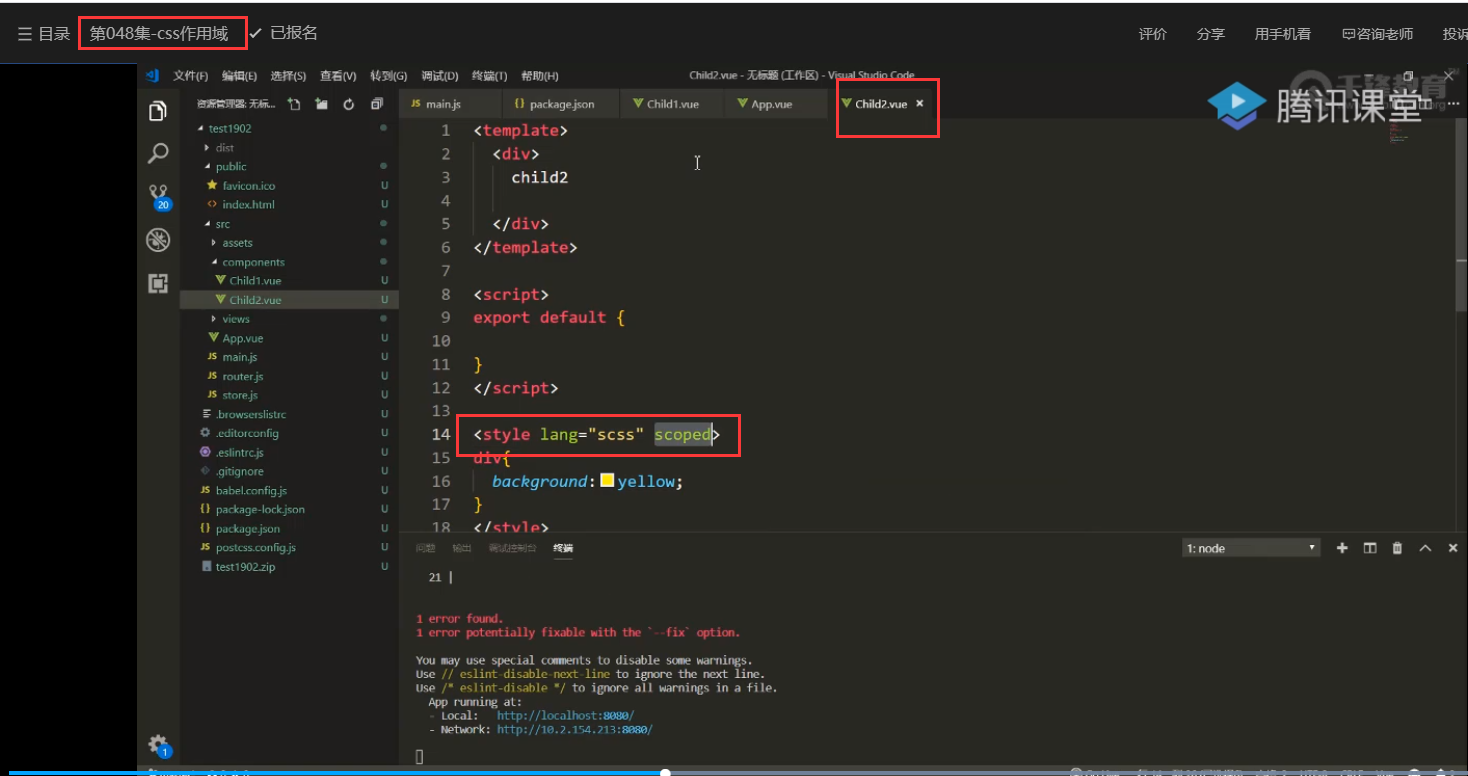 ☰ 目录 第048集-css作用域 ✓ 已报名 评价 分享 用手机看 咨询老师 投诉
文件(F) 编辑(E) 选择(S) 查看(V) 转到(G) 调试(D) 终端(T) 帮助(H) Child2.vue - 无标题 (工作区) - Visual Studio Code
千锋教育
腾讯课堂
资源管理器: 无标... JS main.js {} package.json Child1.vue App.vue Child2.vue ×
test1902
dist
public
favicon.ico U
index.html U
src
assets
components
Child1.vue U
Child2.vue U
views
App.vue U
JS main.js U
JS router.js U
JS store.js U
.browserslistrc U
.editorconfig U
.eslintrc.js U
.gitignore U
JS babel.config.js U
{} package-lock.json U
{} package.json U
JS postcss.config.js U
test1902.zip U
20
1
1 <template>
2 <div>
3 child2
4
5 </div>
6 </template>
7
8 <script>
9 export default {
10
11 }
12 </script>
13
14 <style lang="scss" scoped>
15 div{
16 background: yellow;
17 }
18 </style>
问题 输出 调试控制台 终端 1: node
21 |
1 error found.
1 error potentially fixable with the `--fix` option.
You may use special comments to disable some warnings.
Use // eslint-disable-next-line to ignore the next line.
Use /* eslint-disable */ to ignore all warnings in a file.
App running at:
- Local: http://localhost:8080/
- Network: http://10.2.154.213:8080/